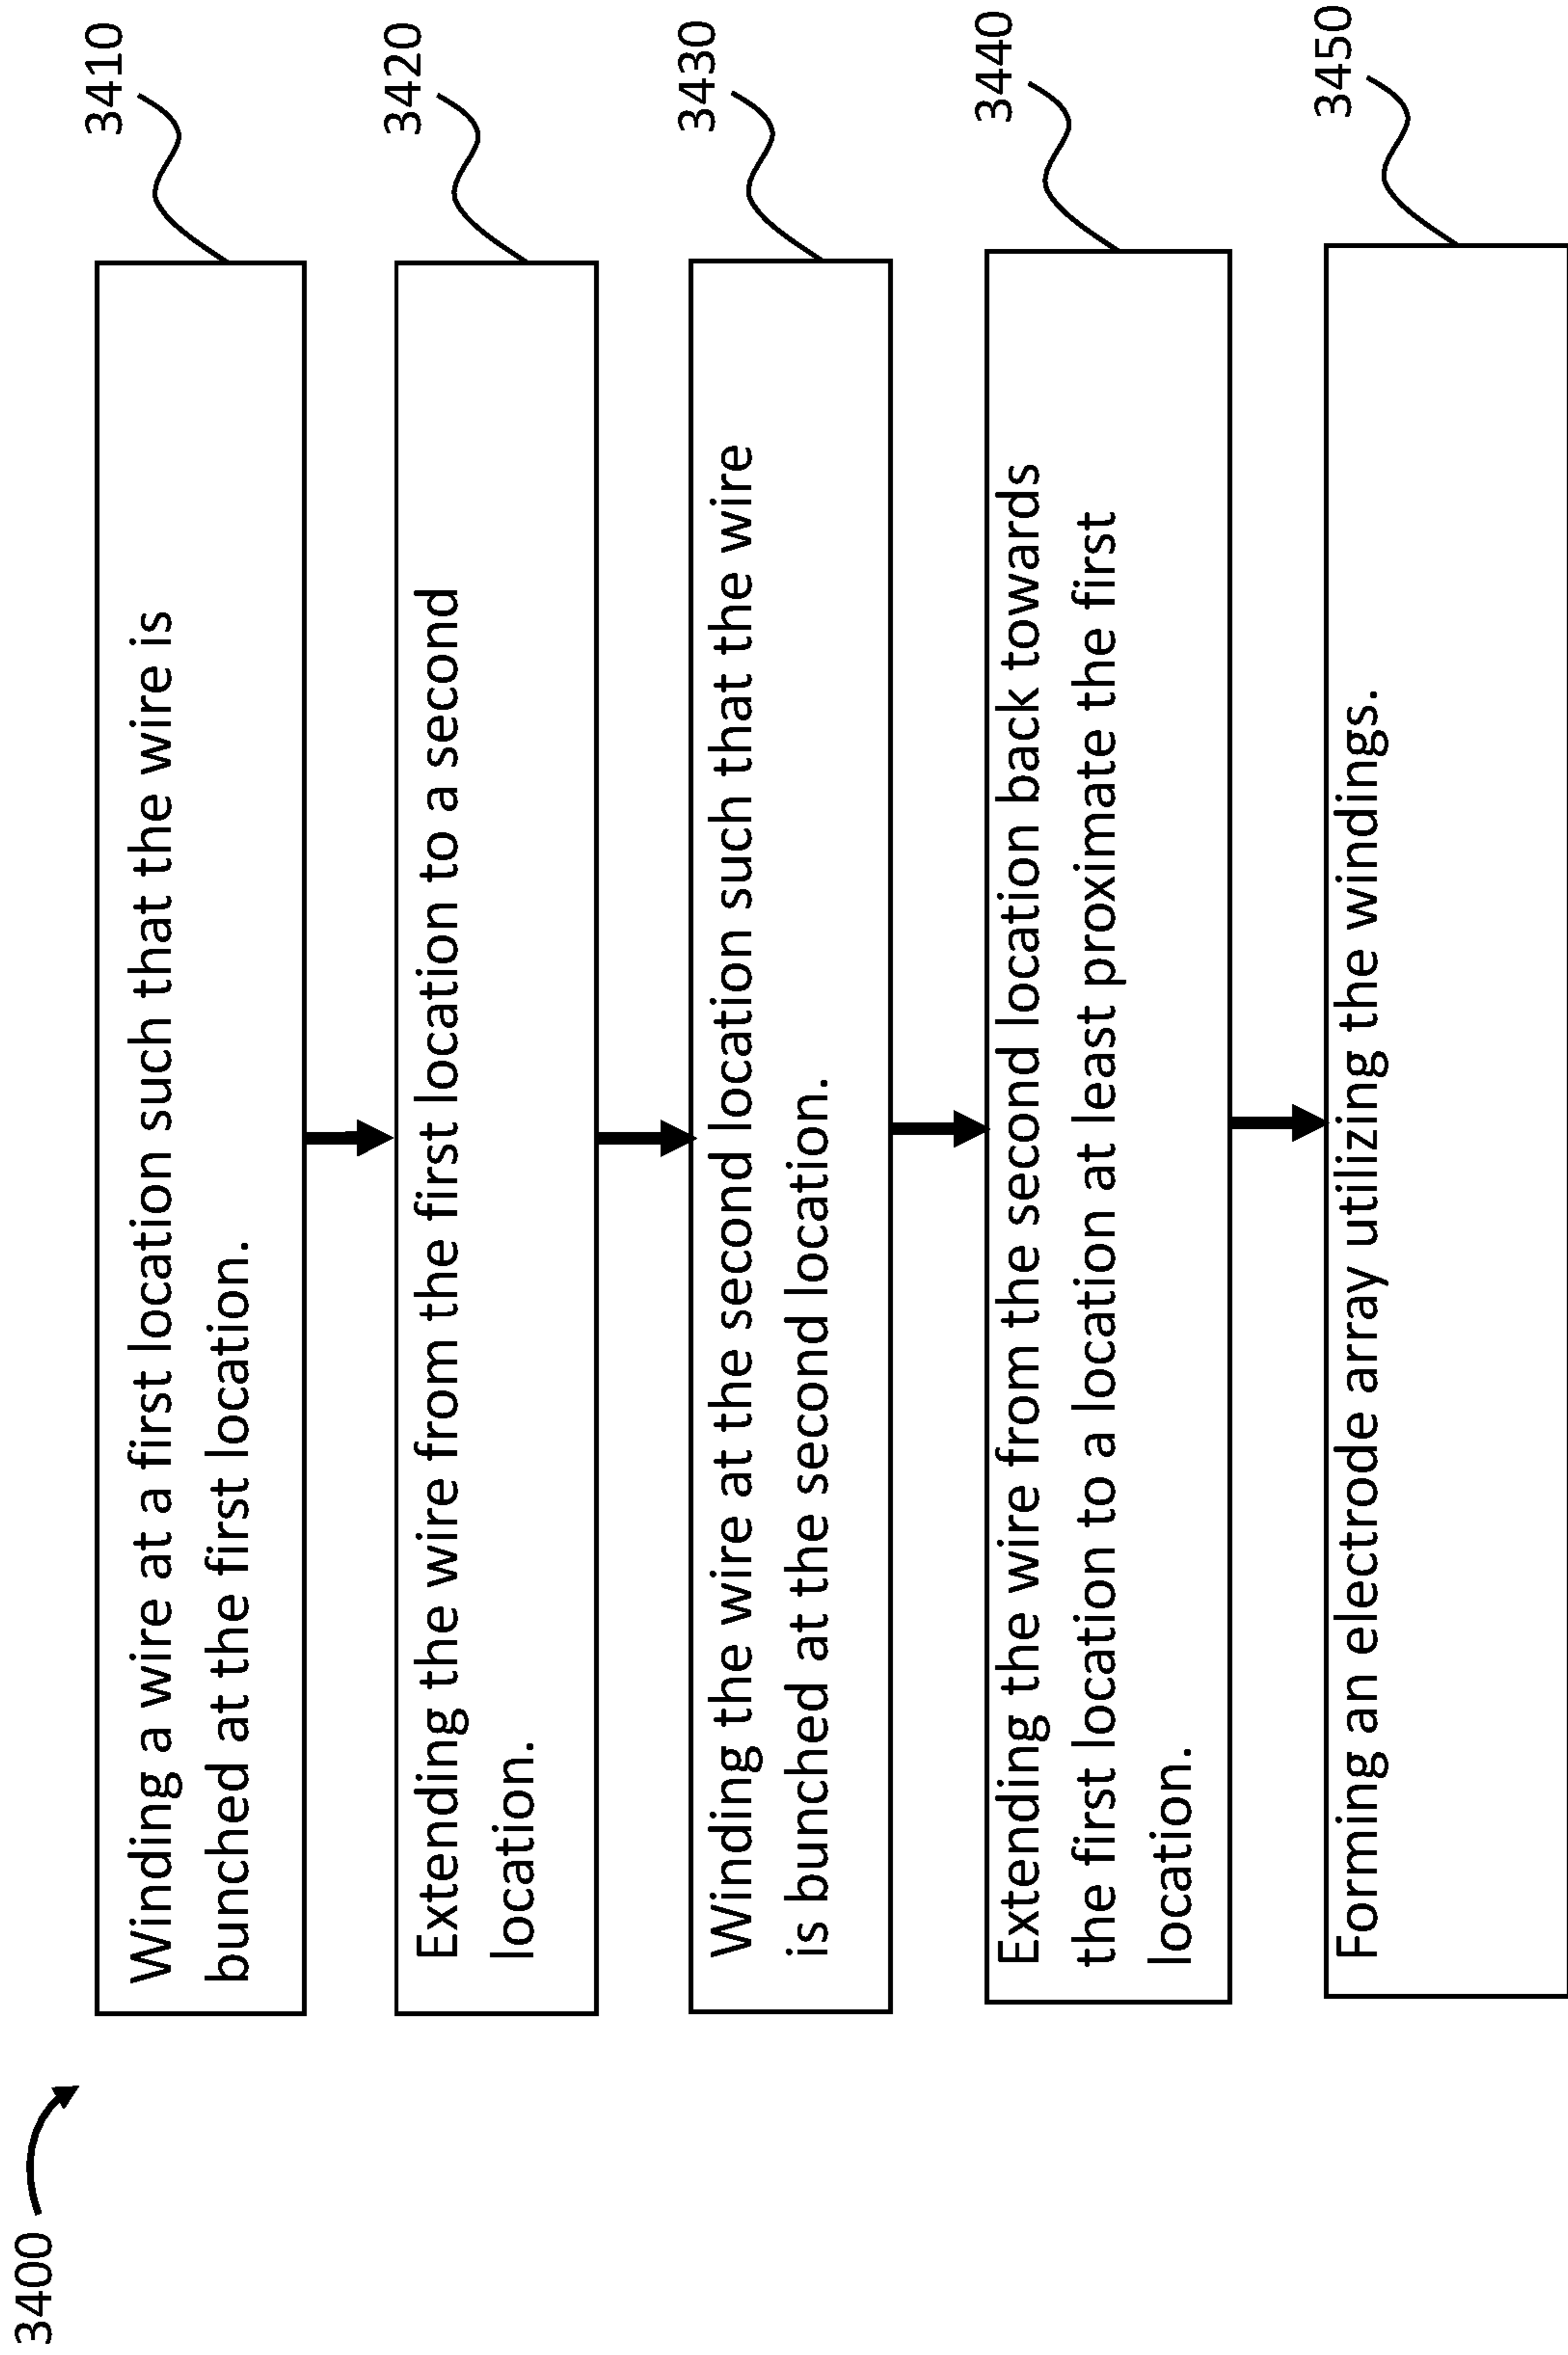 3400
3410
Winding a wire at a first location such that the wire is
bunched at the first location.
3420
Extending the wire from the first location to a second
location.
3430
Winding the wire at the second location such that the wire
is bunched at the second location.
3440
Extending the wire from the second location back towards
the first location to a location at least proximate the first
location.
3450
Forming an electrode array utilizing the windings.